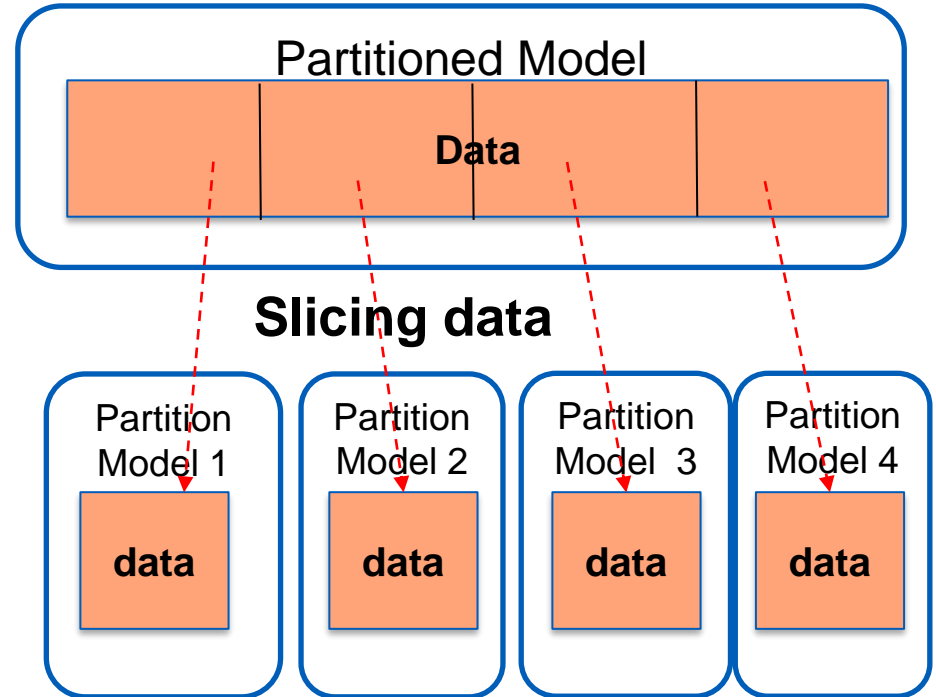 Partitioned Model
Data
Slicing data
Partition
Model 1
Partition
Model 2
Partition
Model  3
Partition
Model 4
data
data
data
data